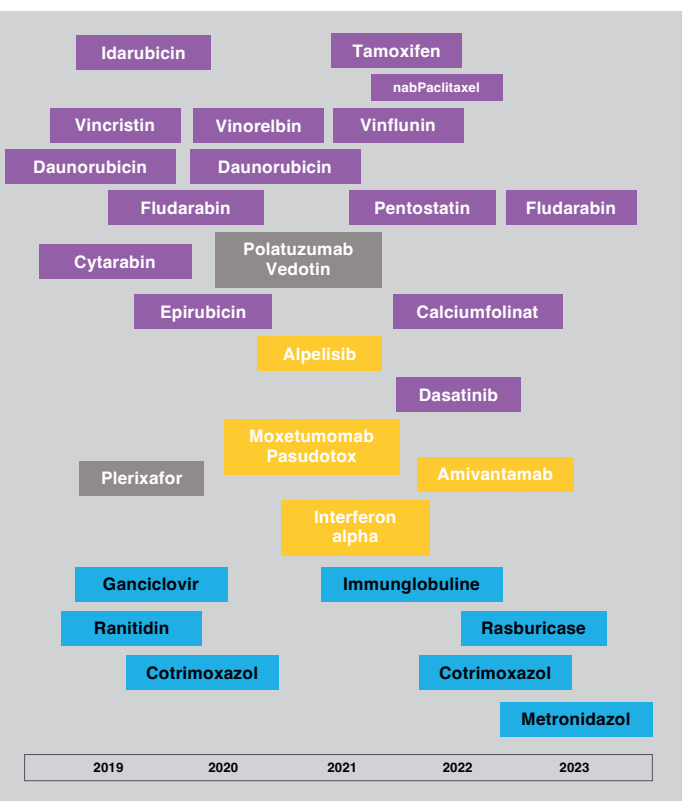 Idarubicin
Tamoxifen
nabPaclitaxel
Vincristin
Vinorelbin
Vinflunin
Daunorubicin
Daunorubicin
Fludarabin
Pentostatin
Fludarabin
Cytarabin
Polatuzumab
Vedotin
Epirubicin
Calciumfolinat
Alpelisib
Dasatinib
Moxetumomab
Pasudotox
Plerixafor
Amivantamab
Interferon
alpha
Ganciclovir
Immunglobuline
Ranitidin
Rasburicase
Cotrimoxazol
Cotrimoxazol
Metronidazol
2019
2020
2021
2022
2023